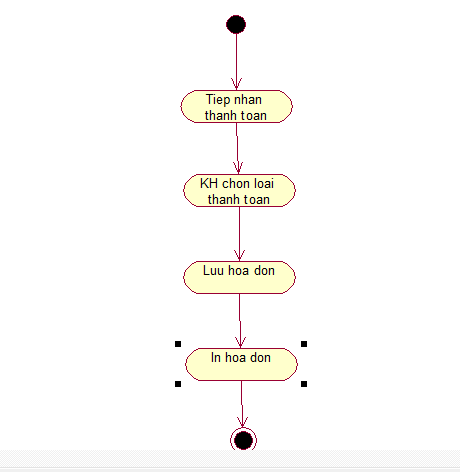 Tiep nhan
thanh toan
KH chon loai
thanh toan
Luu hoa don
In hoa don